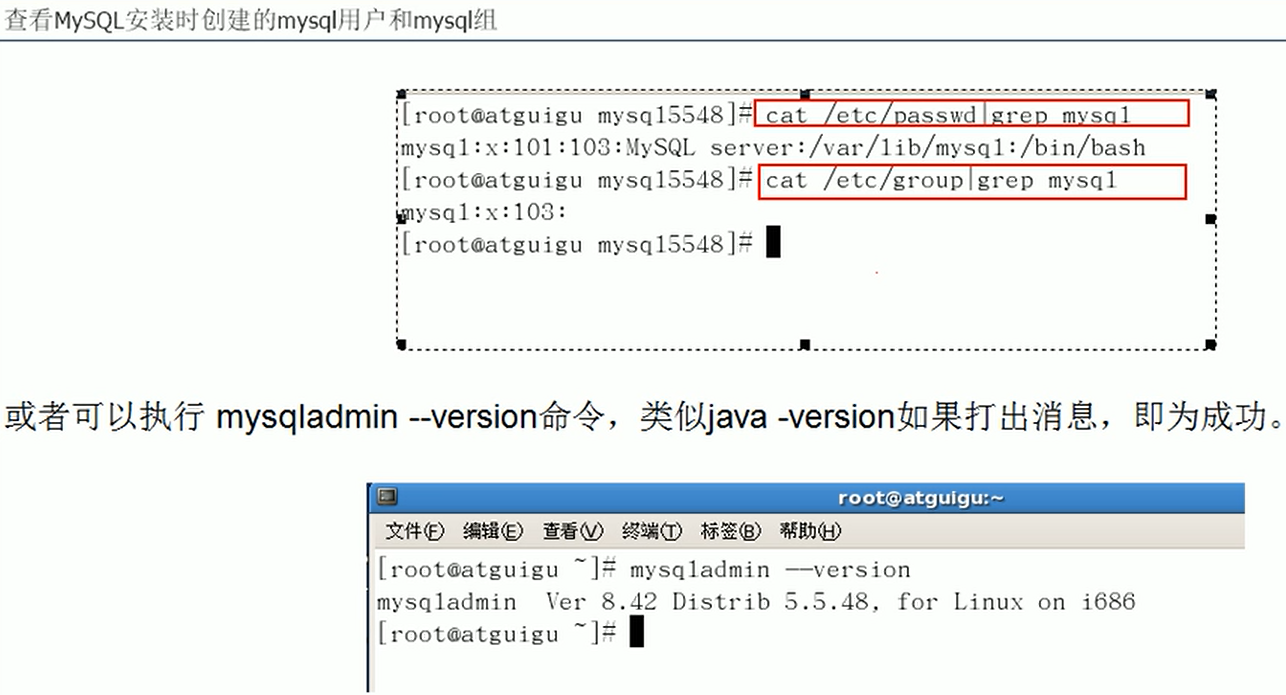 查看MySQL安装时创建的mysql用户和mysql组
[root@atguigu mysql5548]# cat /etc/passwd|grep mysql
mysql:x:101:103:MySQL server:/var/lib/mysql:/bin/bash
[root@atguigu mysql5548]# cat /etc/group|grep mysql
mysql:x:103:
[root@atguigu mysql5548]#
或者可以执行 mysqladmin --version命令，类似java -version如果打出消息，即为成功。
root@atguigu:~
文件(F) 编辑(E) 查看(V) 终端(T) 标签(B) 帮助(H)
[root@atguigu ~]# mysqladmin --version
mysqladmin  Ver 8.42 Distrib 5.5.48, for Linux on i686
[root@atguigu ~]#